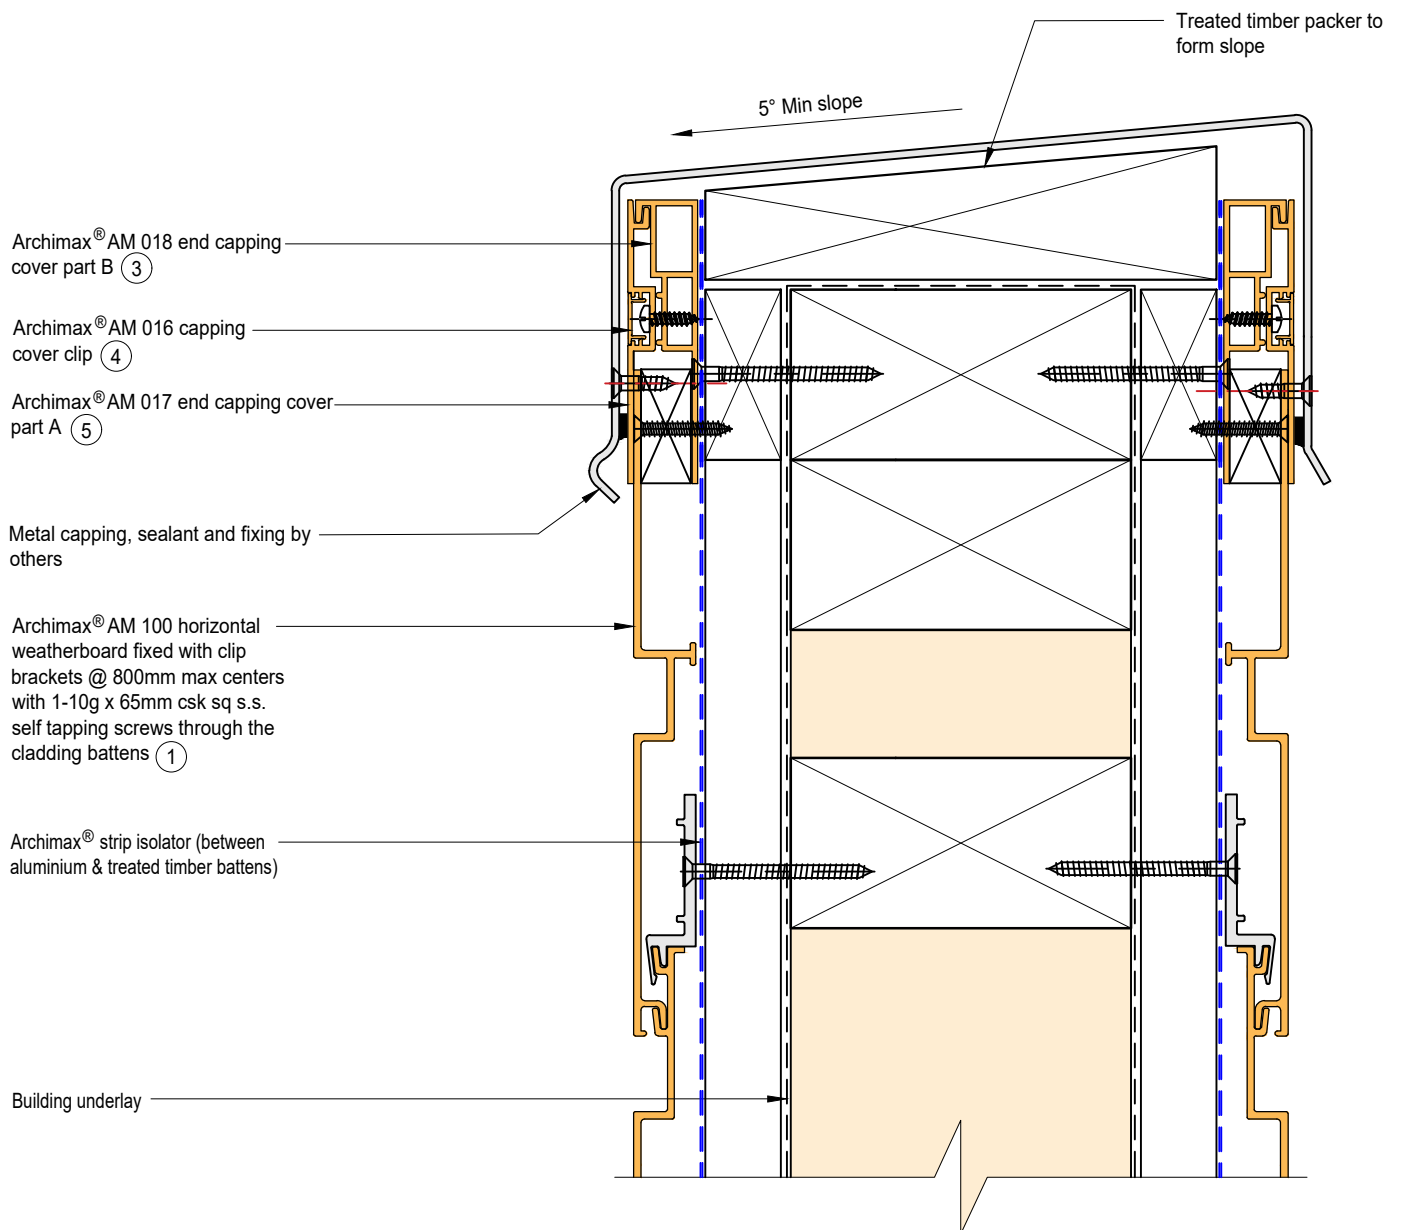 Treated timber packer to
form slope
5° Min slope
Archimax® AM 018 end capping
cover part B 3
Archimax® AM 016 capping
cover clip 4
Archimax® AM 017 end capping cover
part A 5
Metal capping, sealant and fixing by
others
Archimax® AM 100 horizontal
weatherboard fixed with clip
brackets @ 800mm max centers
with 1-10g x 65mm csk sq s.s.
self tapping screws through the
cladding battens 1
Archimax® strip isolator (between
aluminium & treated timber battens)
Building underlay